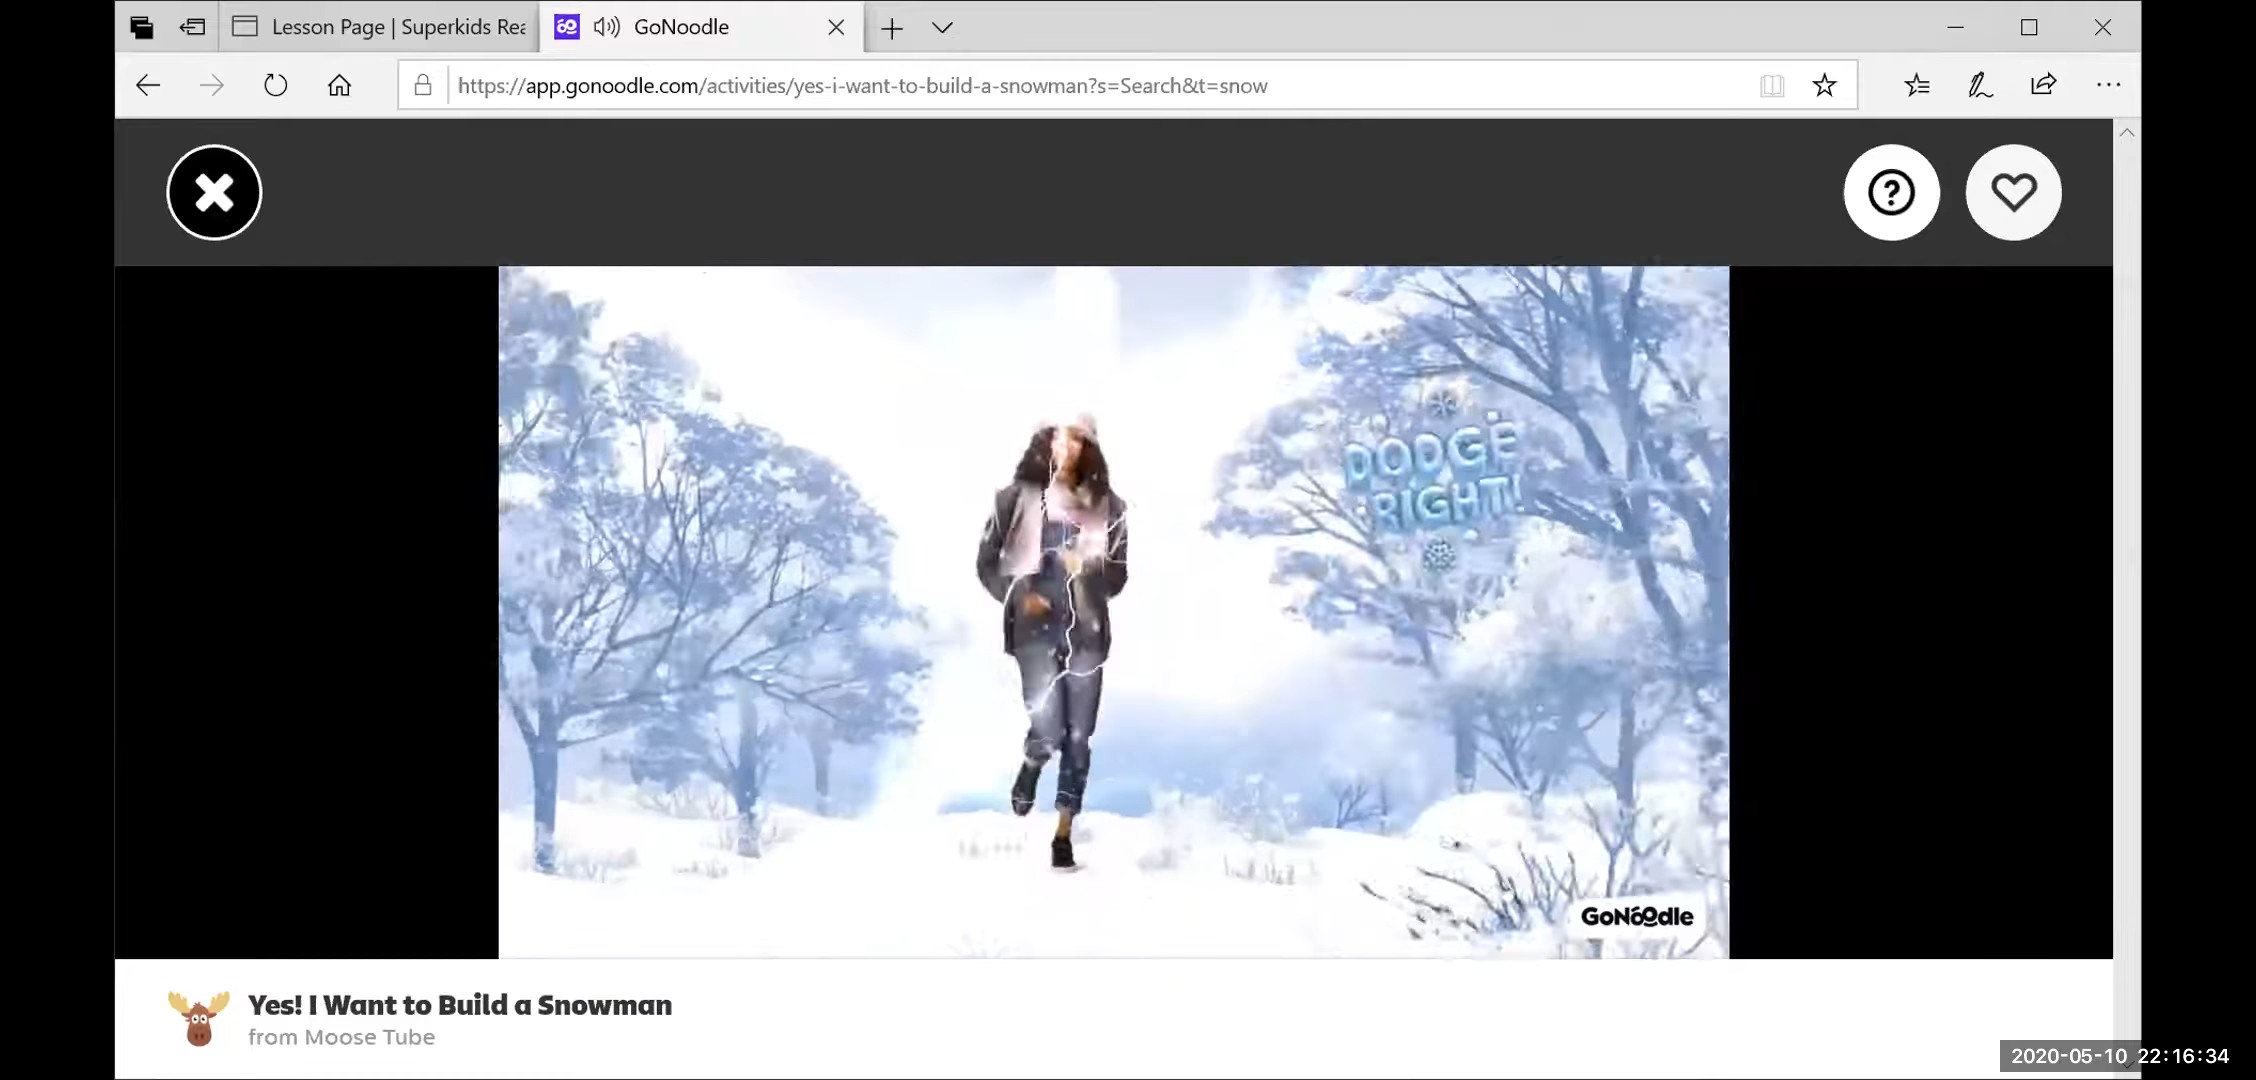 Lesson Page | Superkids Rea
GoNoodle
https://app.gonoodle.com/activities/yes-i-want-to-build-a-snowman?s=Search&t=snow
DODGE
RIGHT!
GoNoodle
Yes! I Want to Build a Snowman
from Moose Tube
2020-05-10 22:16:34